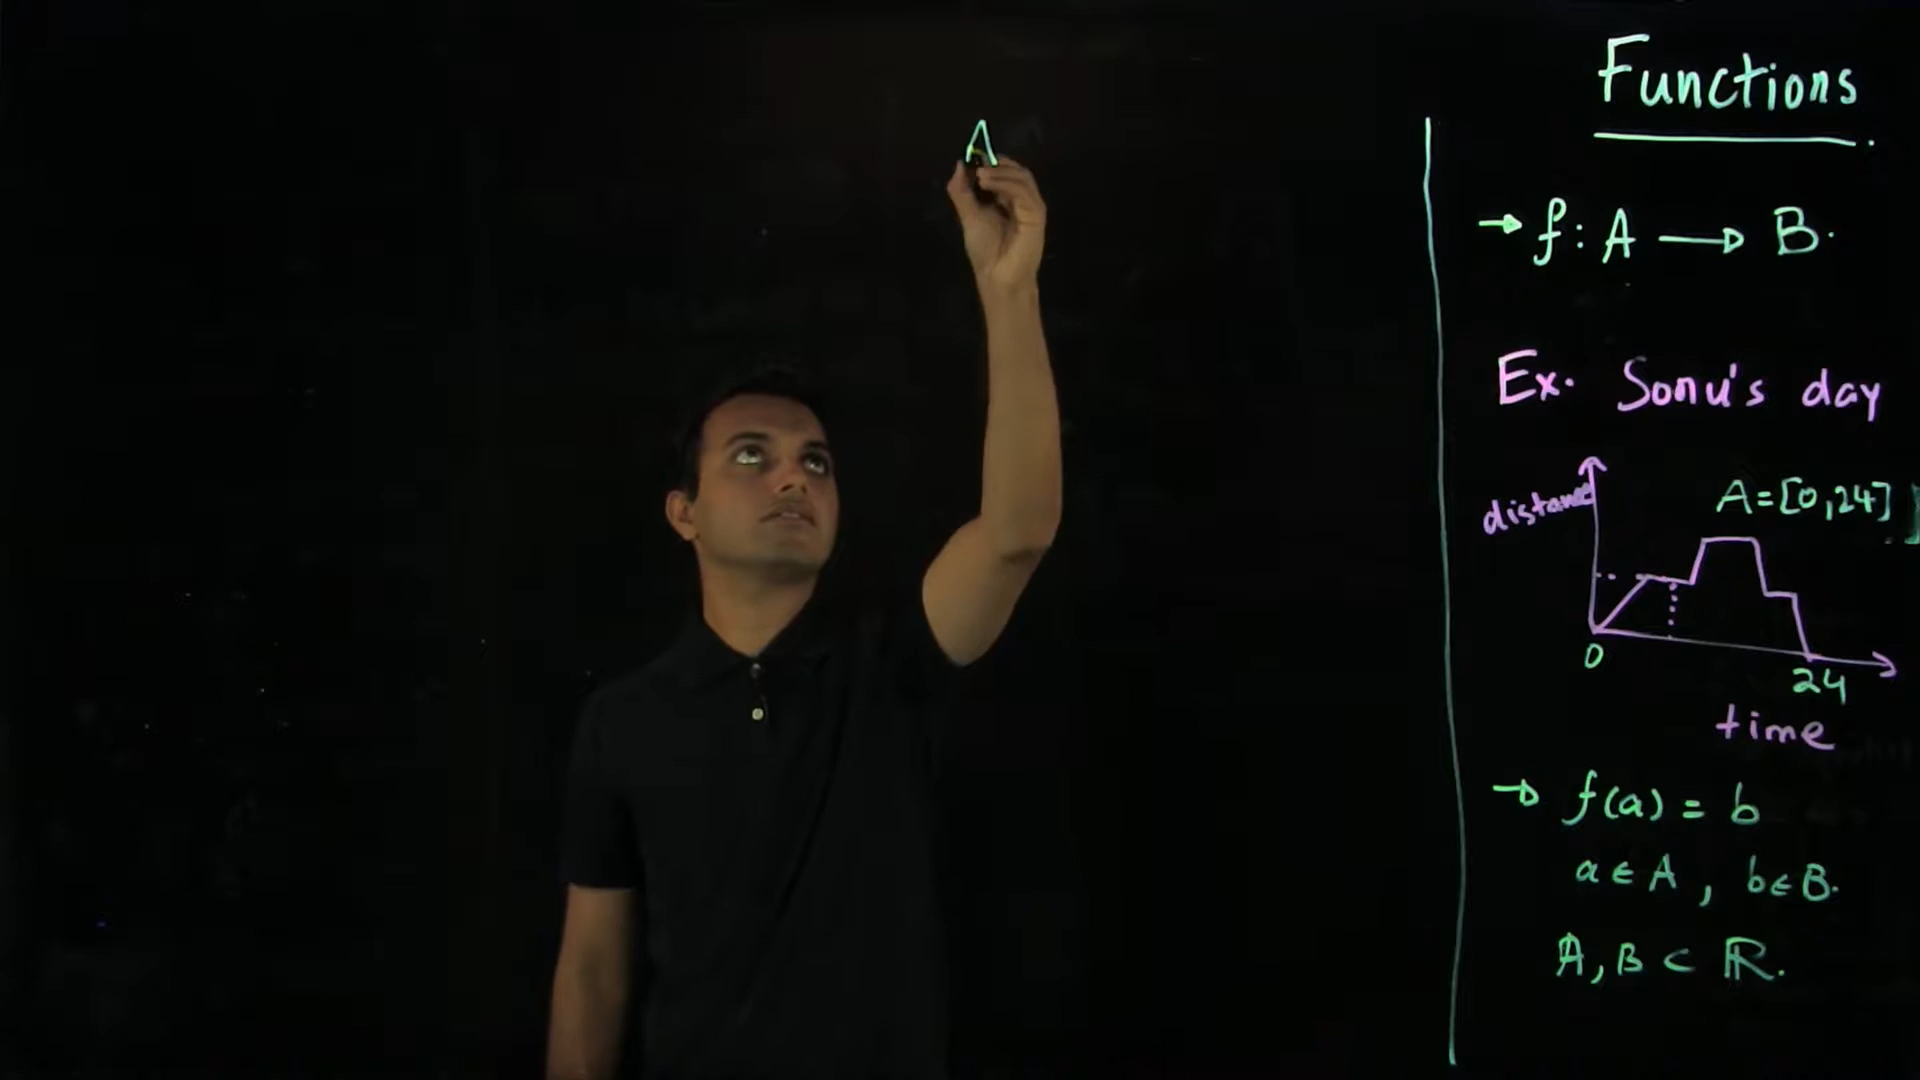 A
Functions.
→ f: A → B.
Ex. Sonu's day
distance
A=[0,24]
0
24
time
→ f(a) = b
a∈A, b∈B.
A, B ⊂ ℝ.